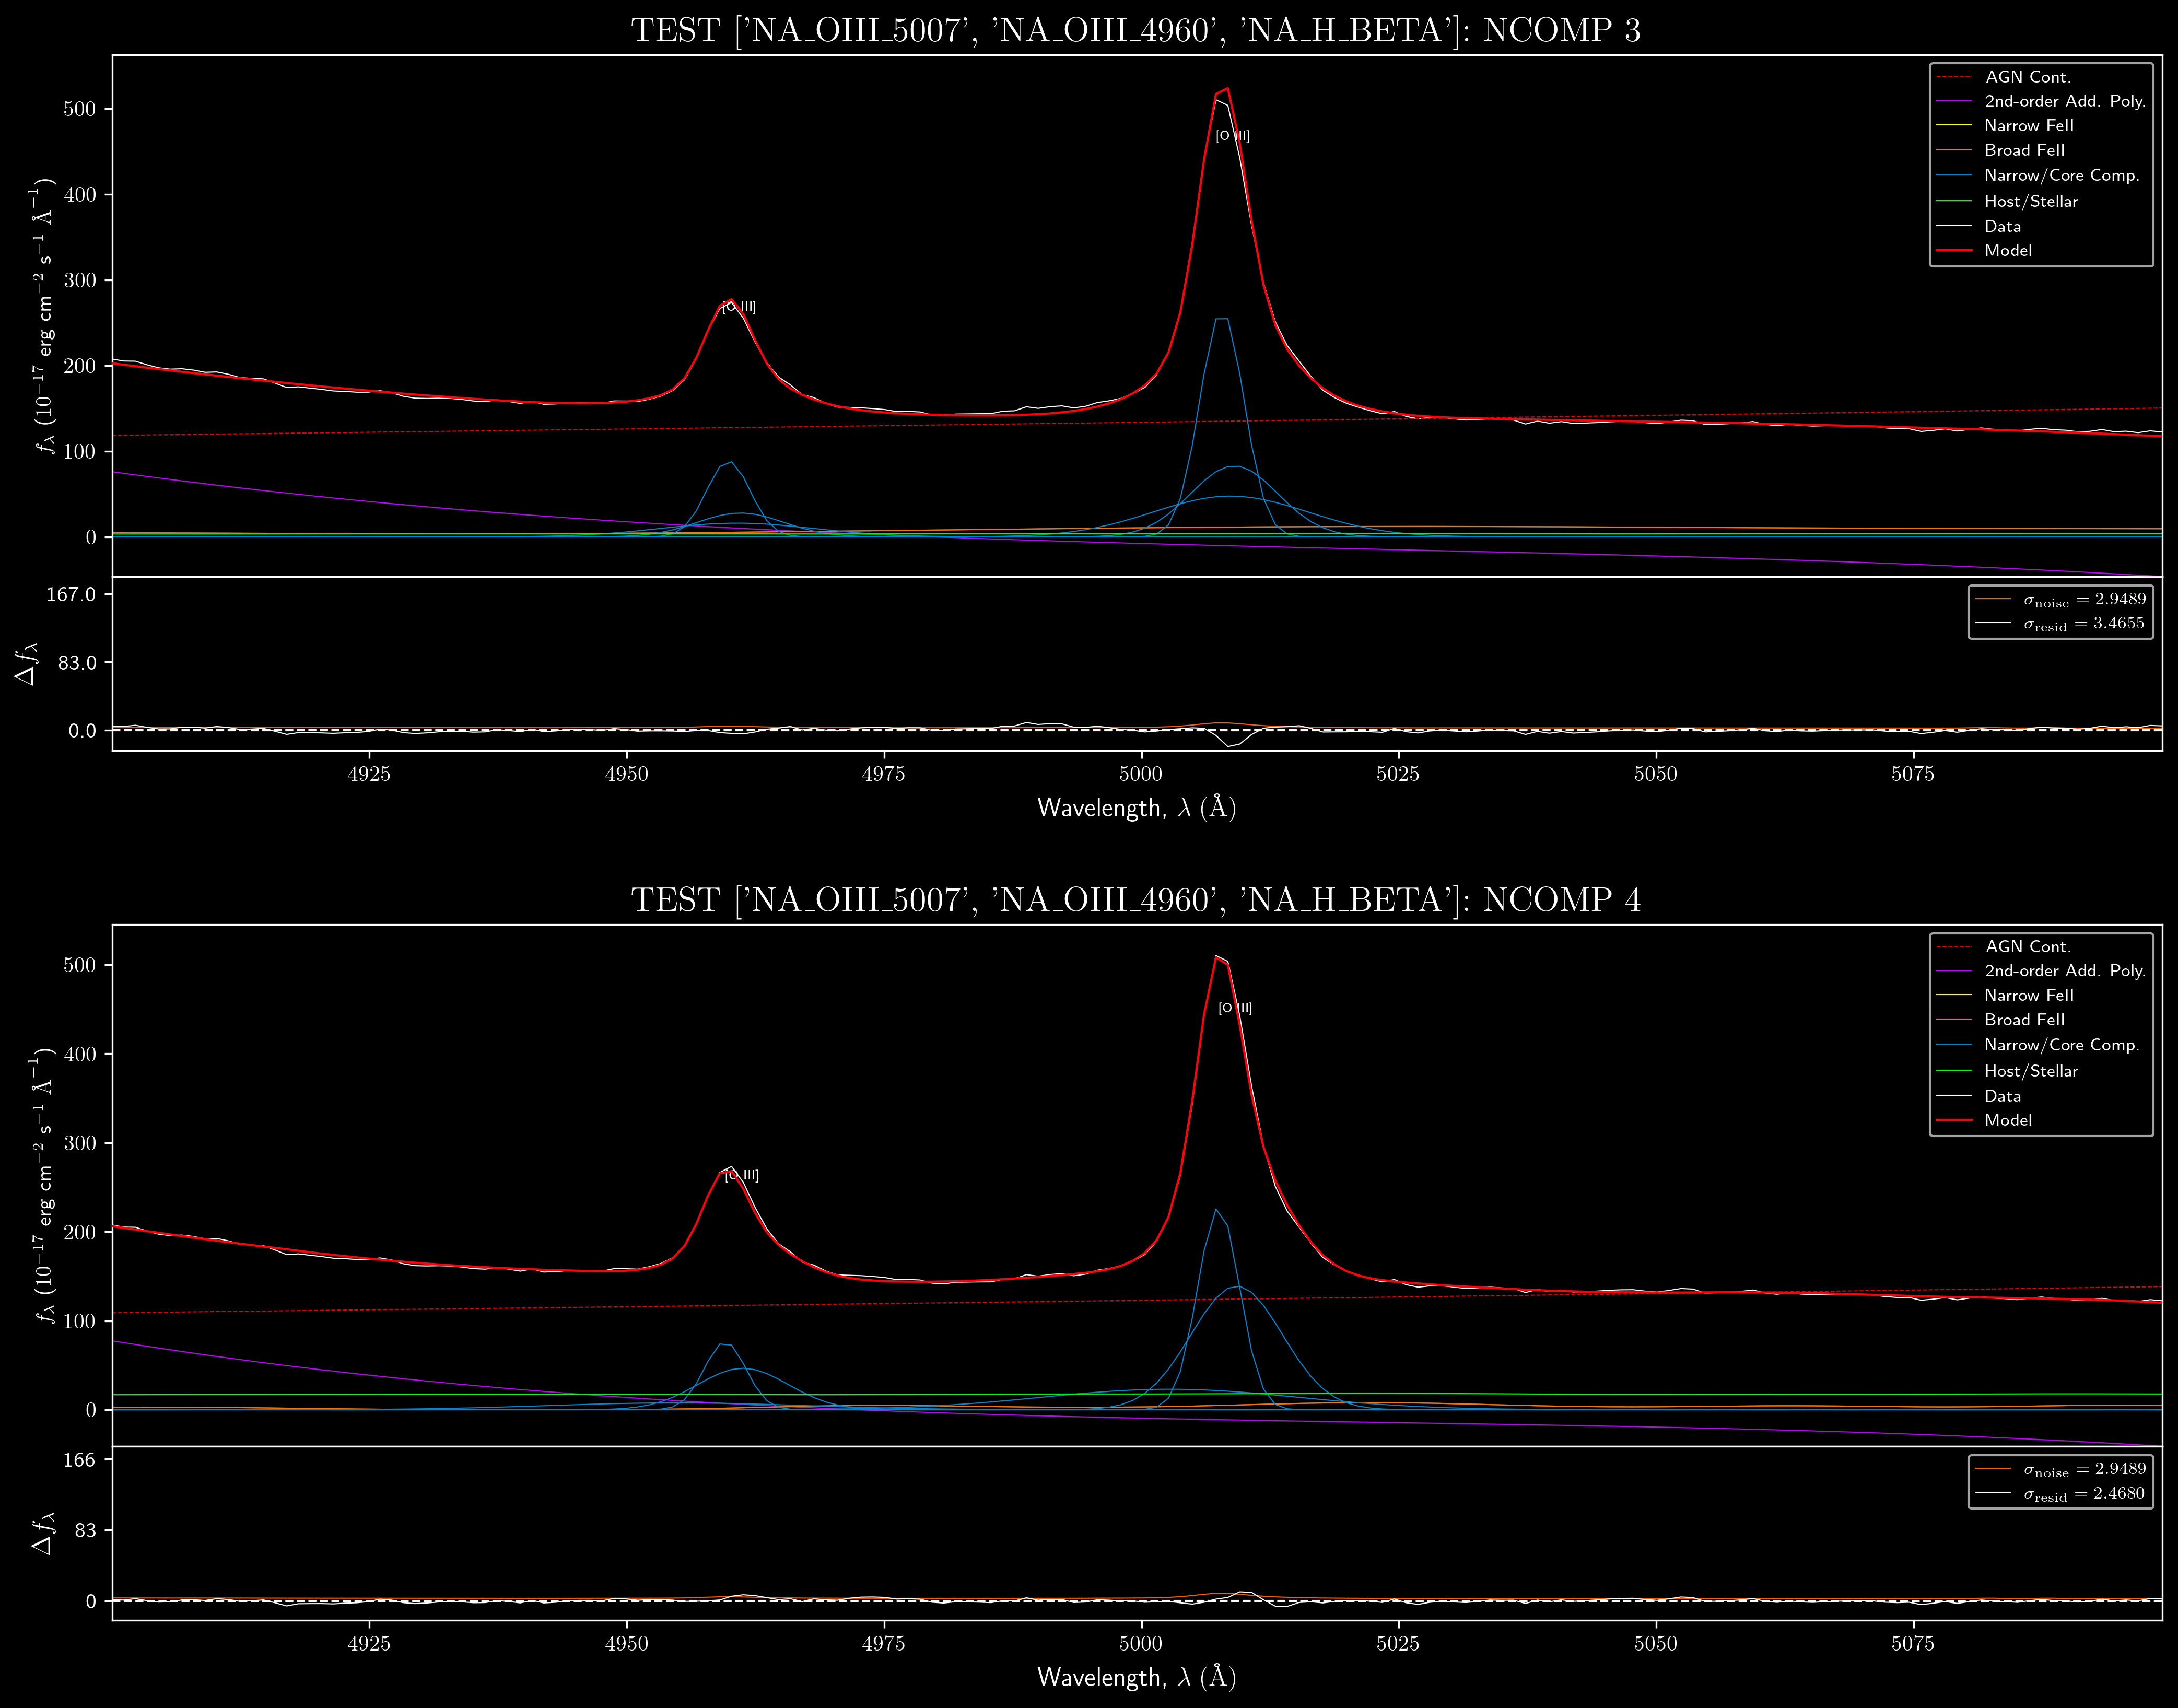 TEST ['NA_OIII_5007', 'NA_OIII_4960', 'NA_H_BETA']: NCOMP 3
500
400
300
200
100
0
f_λ (10^−17 erg cm^−2 s^−1 Å^−1)
[O III]
[O III]
AGN Cont.
2nd-order Add. Poly.
Narrow FeII
Broad FeII
Narrow/Core Comp.
Host/Stellar
Data
Model
167.0
83.0
0.0
Δf_λ
σ_noise = 2.9489
σ_resid = 3.4655
4925 4950 4975 5000 5025 5050 5075
Wavelength, λ (Å)
TEST ['NA_OIII_5007', 'NA_OIII_4960', 'NA_H_BETA']: NCOMP 4
500
400
300
200
100
0
f_λ (10^−17 erg cm^−2 s^−1 Å^−1)
[O III]
[O III]
AGN Cont.
2nd-order Add. Poly.
Narrow FeII
Broad FeII
Narrow/Core Comp.
Host/Stellar
Data
Model
166
83
0
Δf_λ
σ_noise = 2.9489
σ_resid = 2.4680
4925 4950 4975 5000 5025 5050 5075
Wavelength, λ (Å)